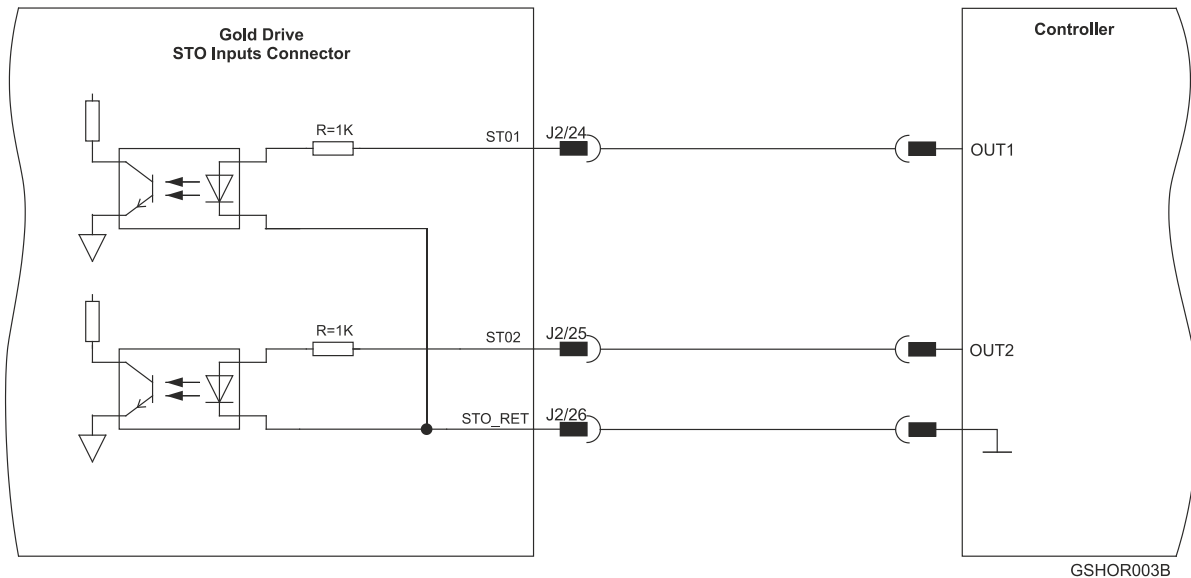 Gold Drive
STO Inputs Connector
Controller
R=1K
ST01
J2/24
OUT1
R=1K
ST02
J2/25
OUT2
STO_RET
J2/26
GSHOR003B